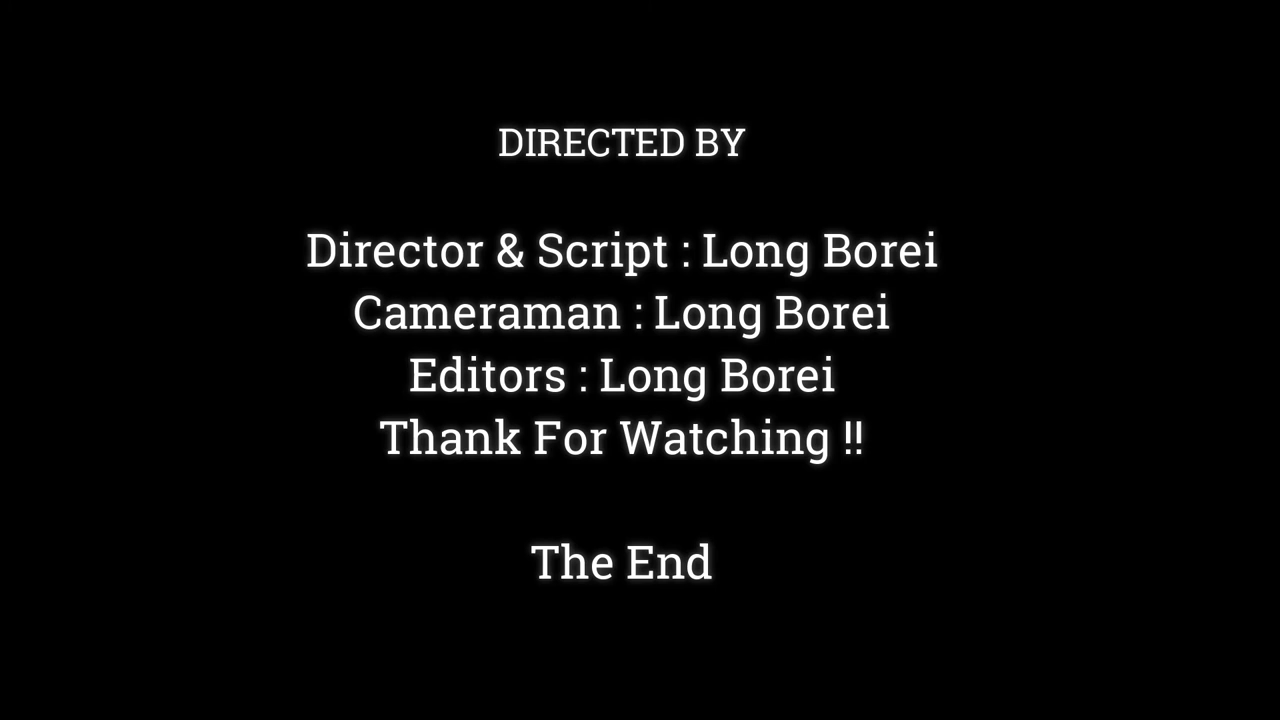 DIRECTED BY
Director & Script : Long Borei
Cameraman : Long Borei
Editors : Long Borei
Thank For Watching !!
The End